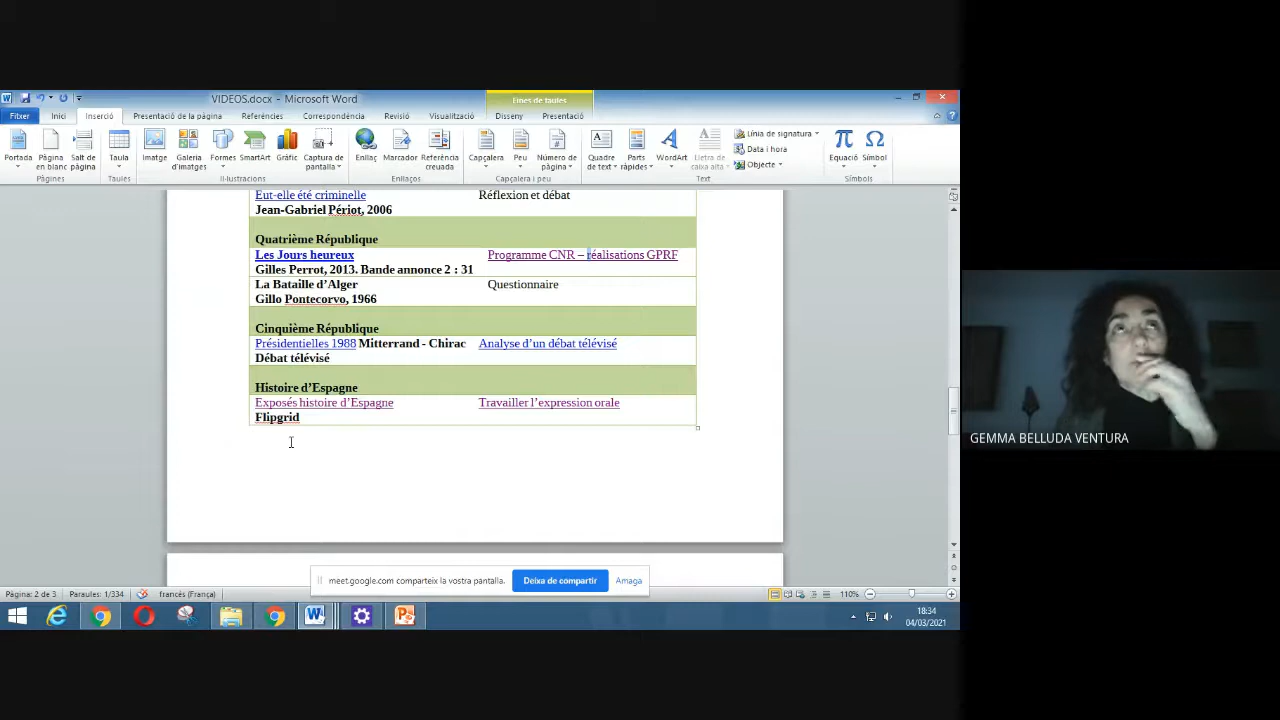 VIDEOS.docx - Microsoft Word
Eines de taules
Fitxer Inici Inserció Presentació de la pàgina Referències Correspondència Revisió Visualització Disseny Presentació
Portada Pàgina en blanc Salt de pàgina
Taula
Imatge Galeria d'imatges Formes SmartArt Gràfic Captura de pantalla
Enllaç Marcador Referència creuada
Capçalera Peu Número de pàgina
Quadre de text Parts ràpides WordArt Lletra de caixa alta
Línia de signatura
Data i hora
Objecte
Equació Símbol
Pàgines Taules Il·lustracions Enllaços Capçalera i peu Text Símbols
Eut-elle été criminelle Réflexion et débat
Jean-Gabriel Périot, 2006
Quatrième République
Les Jours heureux Programme CNR – réalisations GPRF
Gilles Perrot, 2013. Bande annonce 2 : 31
La Bataille d'Alger Questionnaire
Gillo Pontecorvo, 1966
Cinquième République
Présidentielles 1988 Mitterrand - Chirac Analyse d'un débat télévisé
Débat télévisé
Histoire d'Espagne
Exposés histoire d'Espagne Travailler l'expression orale
Flipgrid
GEMMA BELLUDA VENTURA
meet.google.com comparteix la vostra pantalla. Deixa de compartir Amaga
Pàgina: 2 de 3 Paraules: 1/334 francés (França) 110%
18:34
04/03/2021